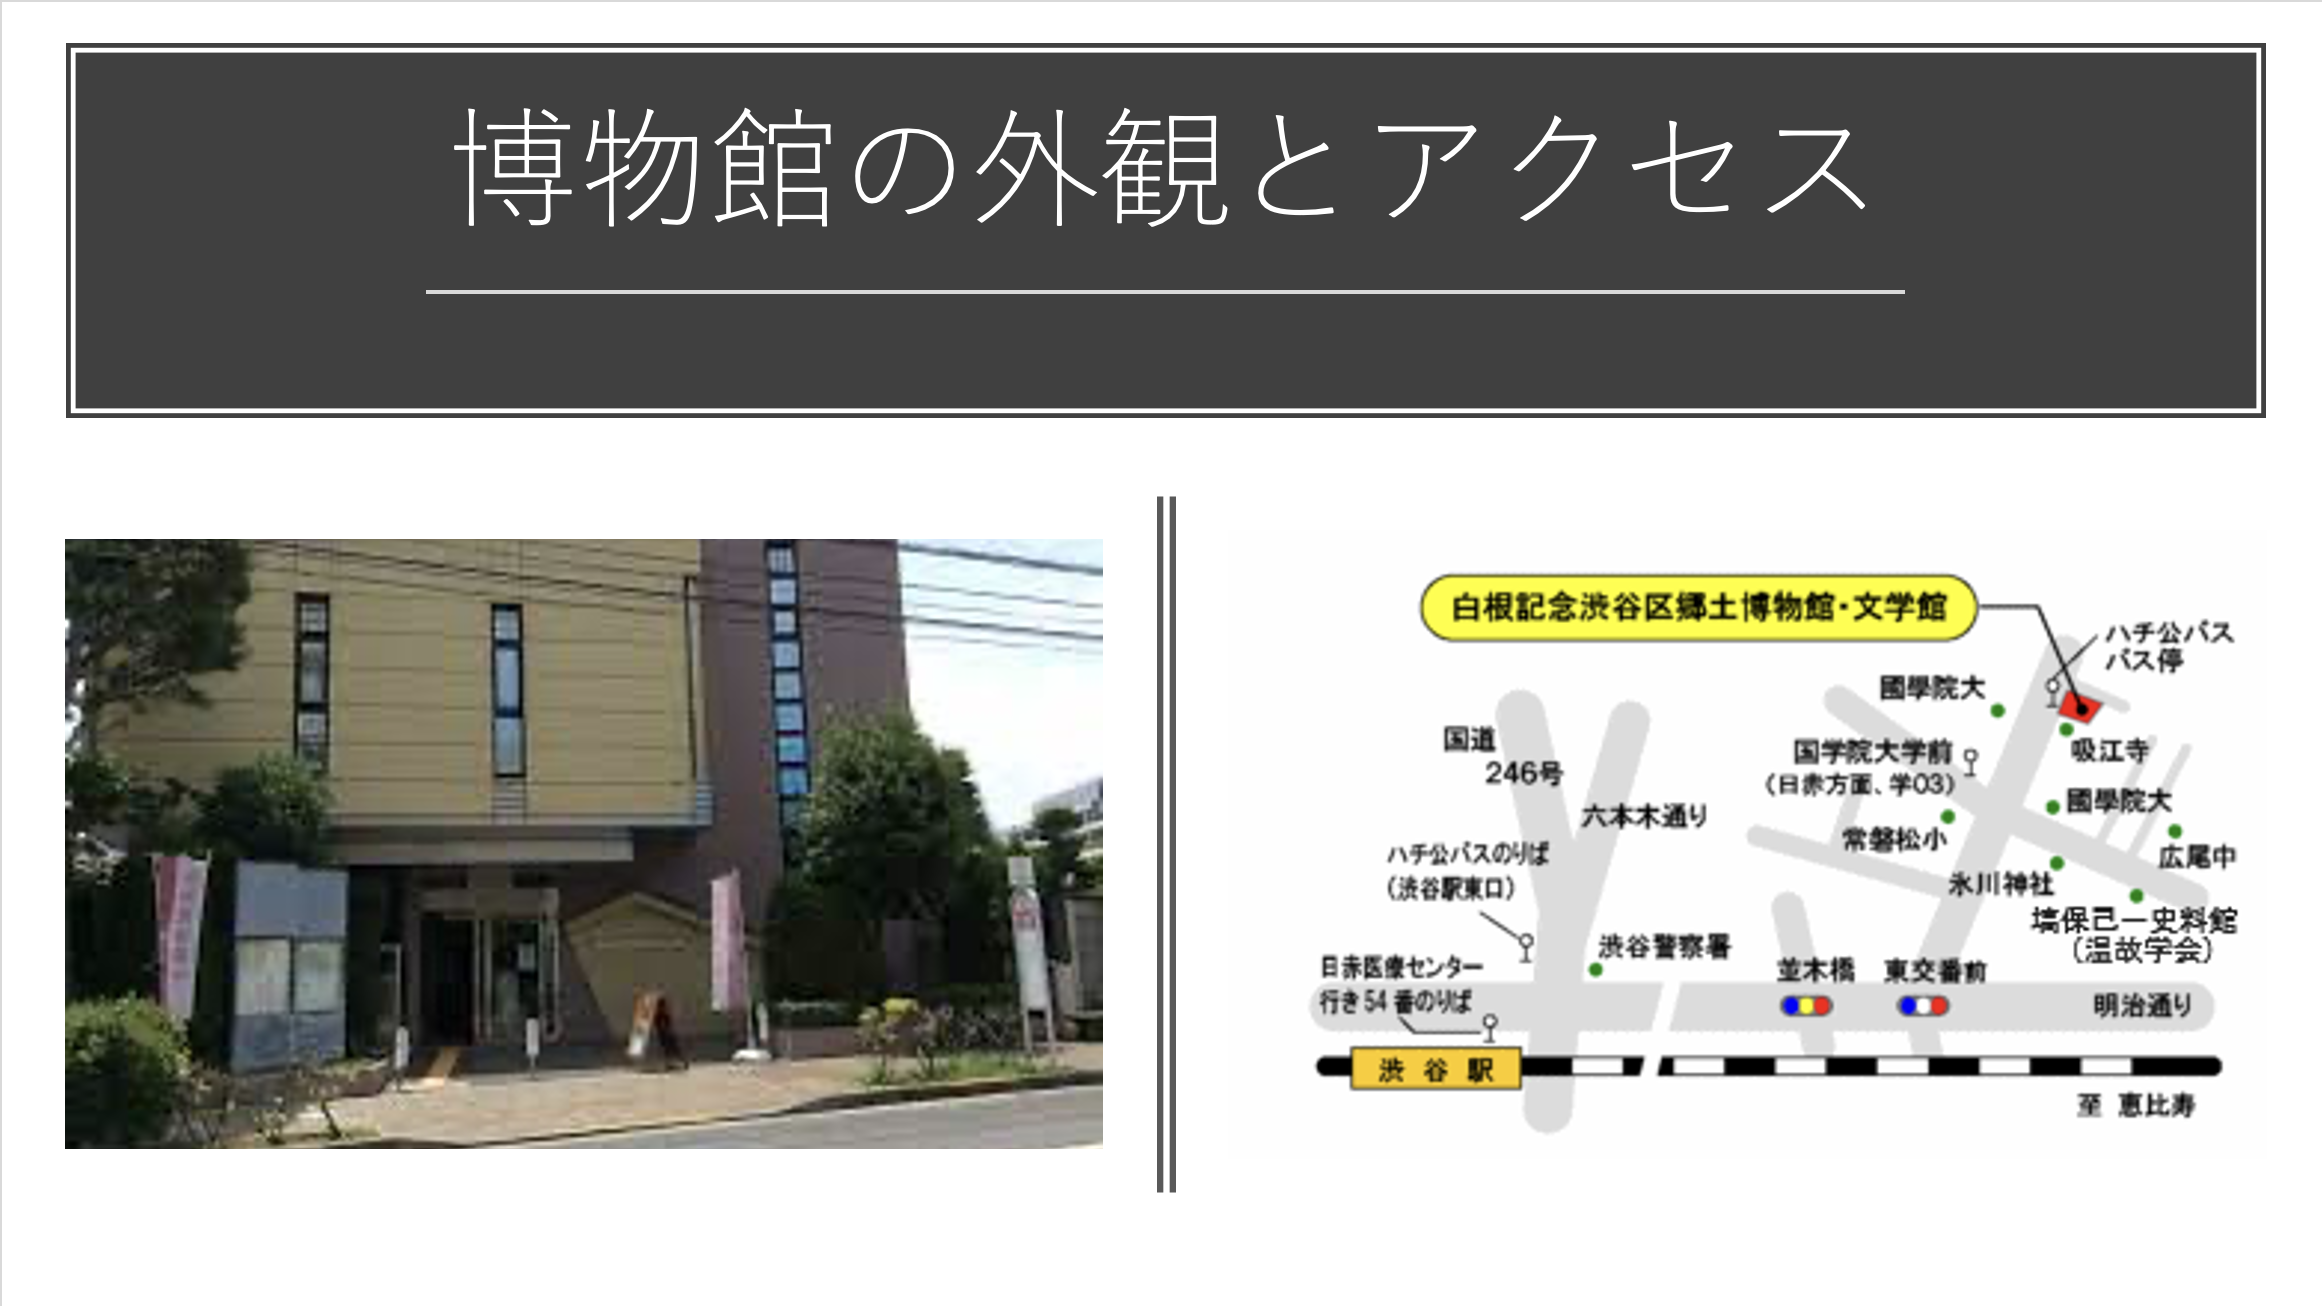 博物館の外観とアクセス
白根記念渋谷区郷土博物館・文学館
ハチ公バス
バス停
國學院大
国道
246号
国学院大学前
(日赤方面、学03)
吸江寺
六本木通り
國學院大
常磐松小
広尾中
ハチ公バスのりば
(渋谷駅東口)
氷川神社
塙保己一史料館
(温故学会)
渋谷警察署
日赤医療センター
行き54番のりば
並木橋
東交番前
明治通り
渋谷駅
至 恵比寿